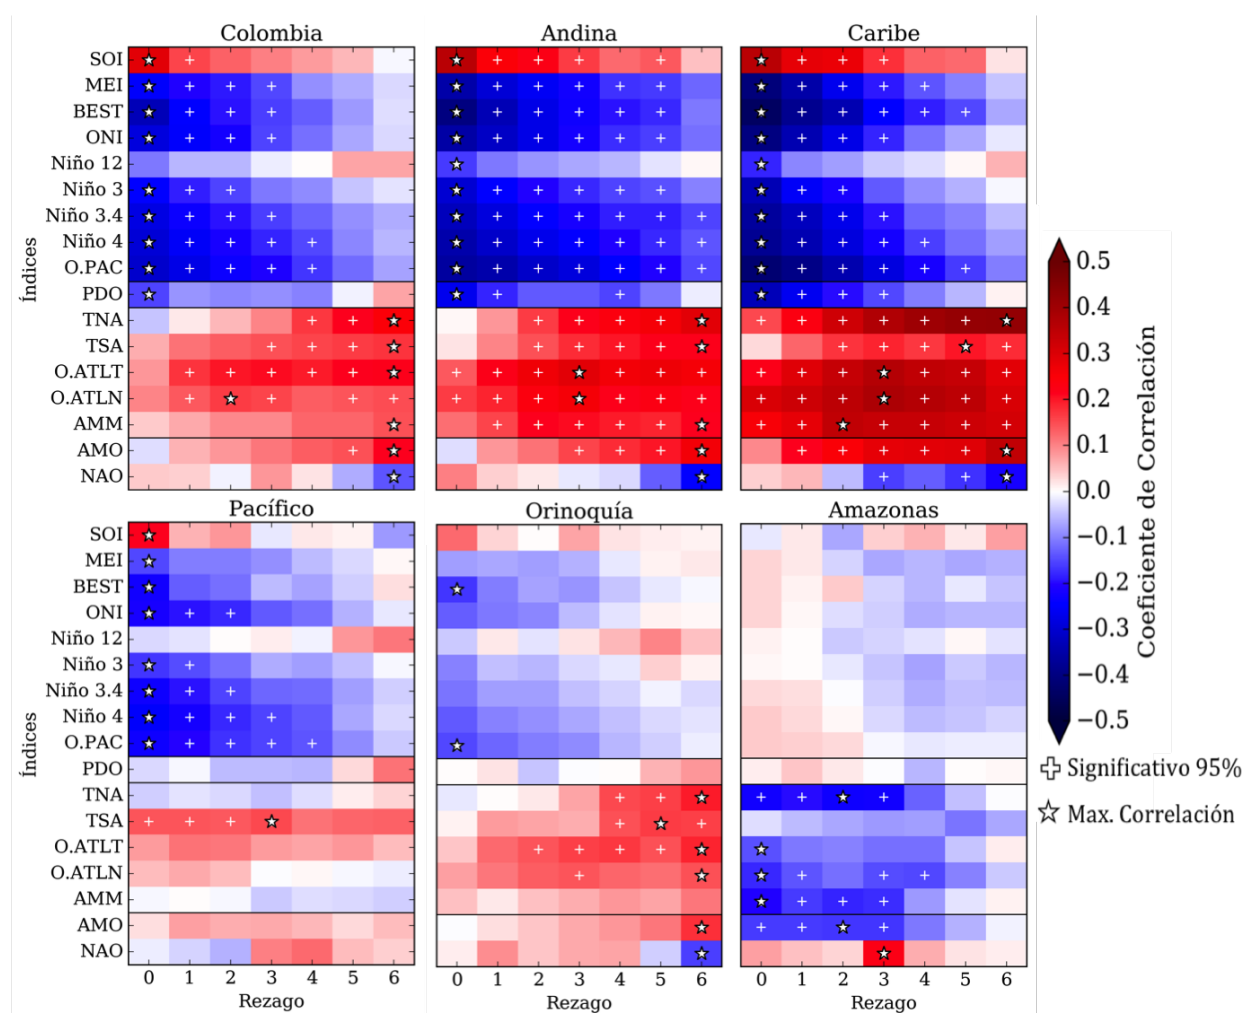 Colombia
Andina
Caribe
SOI
MEI
BEST
ONI
Niño 12
Niño 3
Niño 3.4
Niño 4
O.PAC
PDO
TNA
TSA
O.ATLT
O.ATLN
AMM
AMO
NAO
Índices
Pacífico
Orinoquía
Amazonas
SOI
MEI
BEST
ONI
Niño 12
Niño 3
Niño 3.4
Niño 4
O.PAC
PDO
TNA
TSA
O.ATLT
O.ATLN
AMM
AMO
NAO
Índices
0 1 2 3 4 5 6
0 1 2 3 4 5 6
0 1 2 3 4 5 6
Rezago
Rezago
Rezago
0.5
0.4
0.3
0.2
0.1
0.0
−0.1
−0.2
−0.3
−0.4
−0.5
Coeficiente de Correlación
Significativo 95%
Max. Correlación